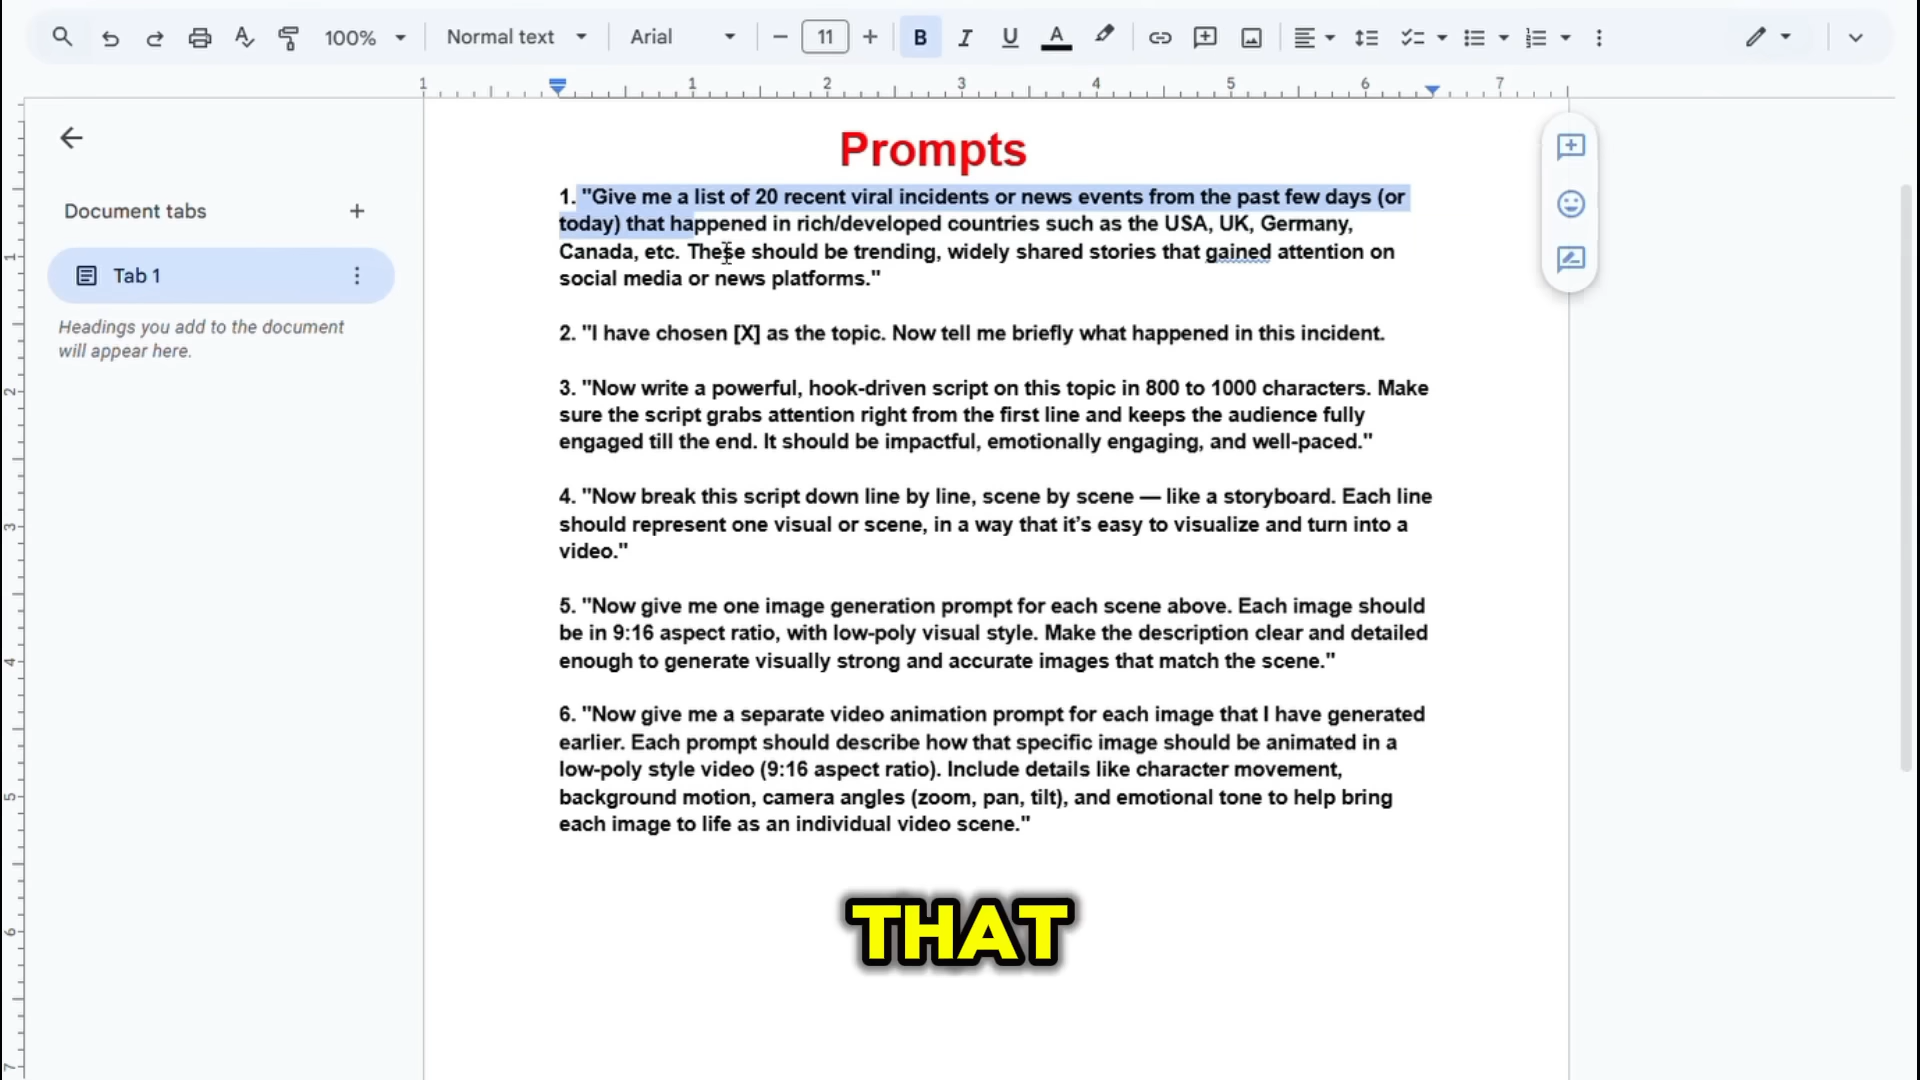 100%
Normal text
Arial
11
B
I
U
A
1 1 2 3 4 5 6 7
Document tabs
Tab 1
Headings you add to the document
will appear here.
1
2
3
4
5
6
7
Prompts
1. "Give me a list of 20 recent viral incidents or news events from the past few days (or
today) that happened in rich/developed countries such as the USA, UK, Germany,
Canada, etc. These should be trending, widely shared stories that gained attention on
social media or news platforms."
2. "I have chosen [X] as the topic. Now tell me briefly what happened in this incident.
3. "Now write a powerful, hook-driven script on this topic in 800 to 1000 characters. Make
sure the script grabs attention right from the first line and keeps the audience fully
engaged till the end. It should be impactful, emotionally engaging, and well-paced."
4. "Now break this script down line by line, scene by scene — like a storyboard. Each line
should represent one visual or scene, in a way that it’s easy to visualize and turn into a
video."
5. "Now give me one image generation prompt for each scene above. Each image should
be in 9:16 aspect ratio, with low-poly visual style. Make the description clear and detailed
enough to generate visually strong and accurate images that match the scene."
6. "Now give me a separate video animation prompt for each image that I have generated
earlier. Each prompt should describe how that specific image should be animated in a
low-poly style video (9:16 aspect ratio). Include details like character movement,
background motion, camera angles (zoom, pan, tilt), and emotional tone to help bring
each image to life as an individual video scene."
THAT